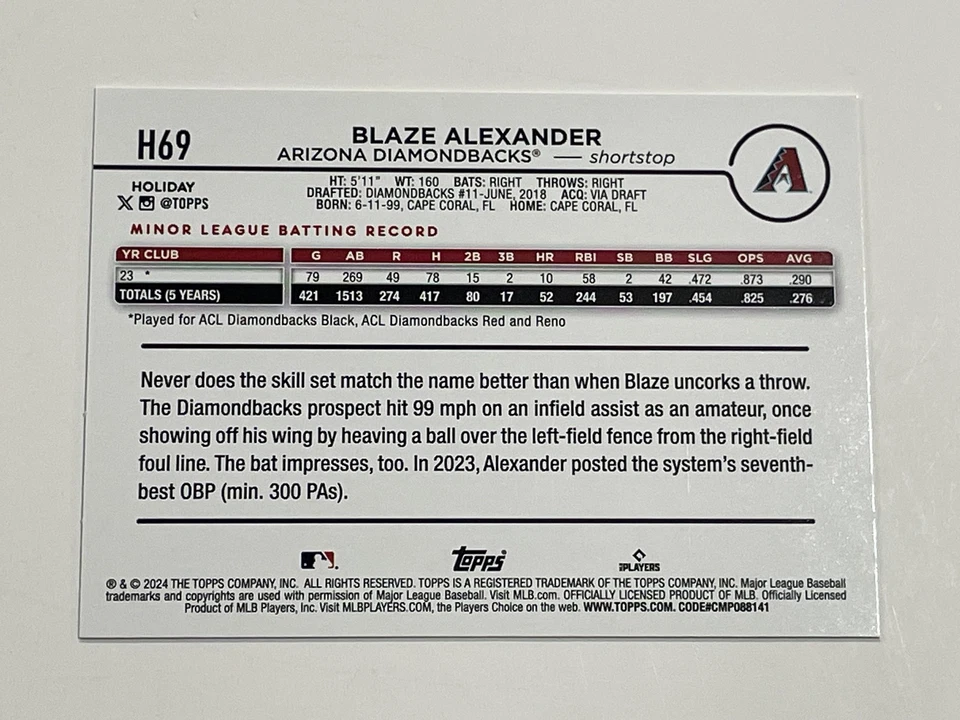 H69
BLAZE ALEXANDER
ARIZONA DIAMONDBACKS® — shortstop
A
HOLIDAY
X @TOPPS
HT: 5'11" WT: 160 BATS: RIGHT THROWS: RIGHT
DRAFTED: DIAMONDBACKS #11-JUNE, 2018 ACQ: VIA DRAFT
BORN: 6-11-99, CAPE CORAL, FL HOME: CAPE CORAL, FL
MINOR LEAGUE BATTING RECORD
YR CLUB G AB R H 2B 3B HR RBI SB BB SLG OPS AVG
23 * 79 269 49 78 15 2 10 58 2 42 .472 .873 .290
TOTALS (5 YEARS) 421 1513 274 417 80 17 52 244 53 197 .454 .825 .276
*Played for ACL Diamondbacks Black, ACL Diamondbacks Red and Reno
Never does the skill set match the name better than when Blaze uncorks a throw.
The Diamondbacks prospect hit 99 mph on an infield assist as an amateur, once
showing off his wing by heaving a ball over the left-field fence from the right-field
foul line. The bat impresses, too. In 2023, Alexander posted the system's seventh-
best OBP (min. 300 PAs).
Topps
PLAYERS
® & © 2024 THE TOPPS COMPANY, INC. ALL RIGHTS RESERVED. TOPPS IS A REGISTERED TRADEMARK OF THE TOPPS COMPANY, INC. Major League Baseball
trademarks and copyrights are used with permission of Major League Baseball. Visit MLB.com. OFFICIALLY LICENSED PRODUCT OF MLB. Officially Licensed
Product of MLB Players, Inc. Visit MLBPLAYERS.COM, the Players Choice on the web. WWW.TOPPS.COM. CODE#CMP088141